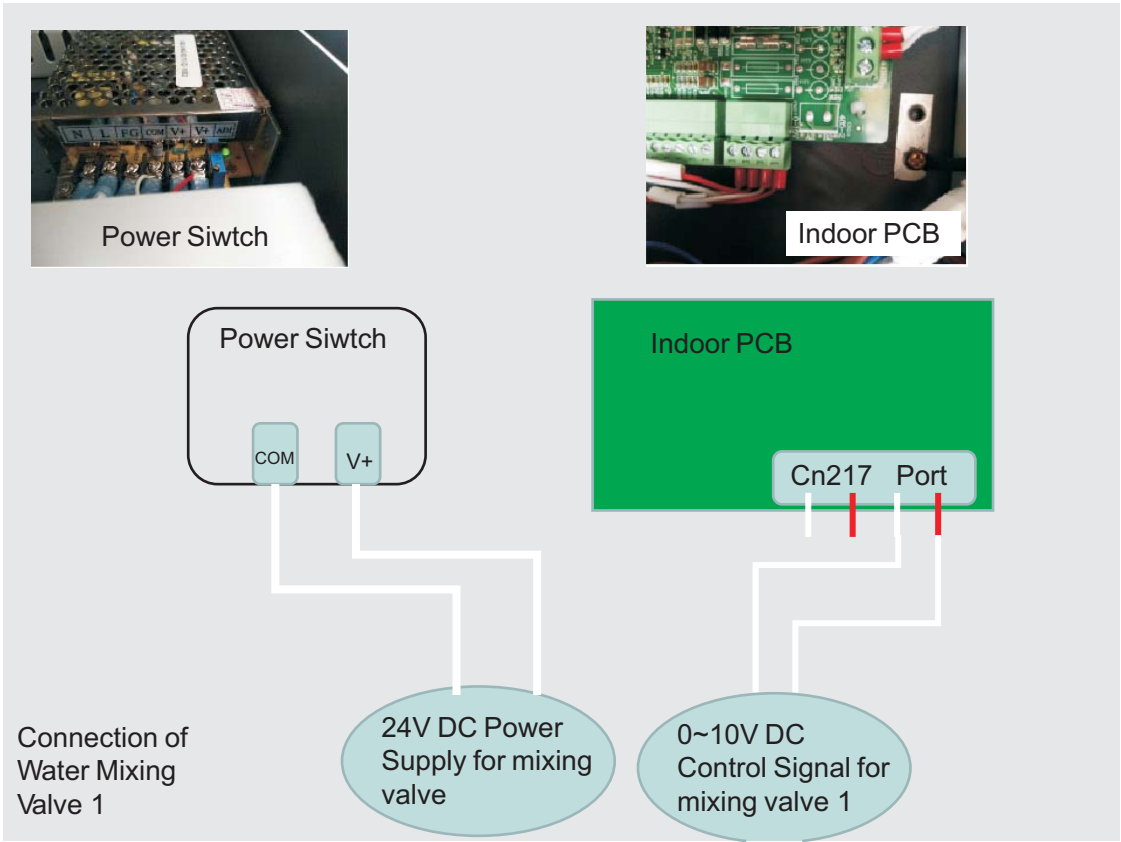 N L FG COM V+ V+ ADJ
Power Siwtch
Indoor PCB
Power Siwtch
COM
V+
Indoor PCB
Cn217 Port
Connection of
Water Mixing
Valve 1
24V DC Power
Supply for mixing
valve
0~10V DC
Control Signal for
mixing valve 1